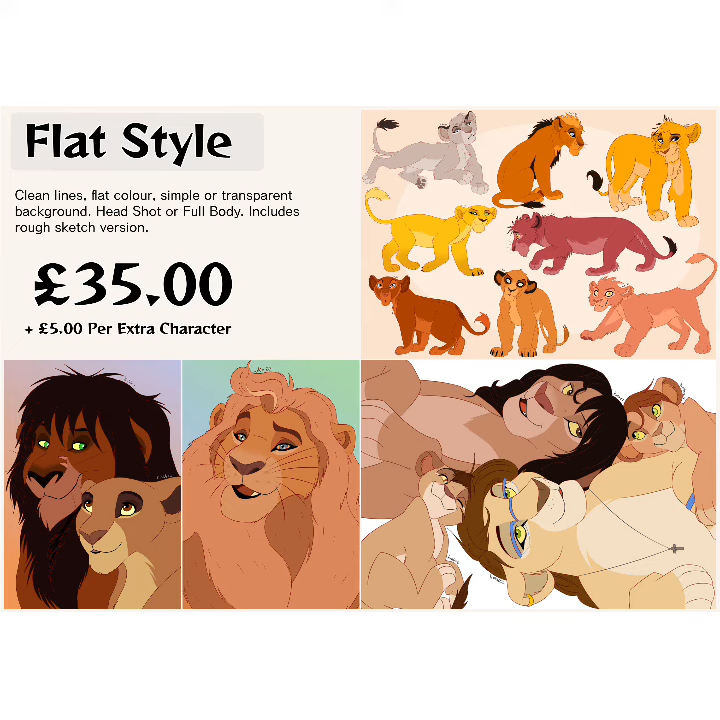 Flat Style
Clean lines, flat colour, simple or transparent
background. Head Shot or Full Body. Includes
rough sketch version.
£35.00
+ £5.00 Per Extra Character